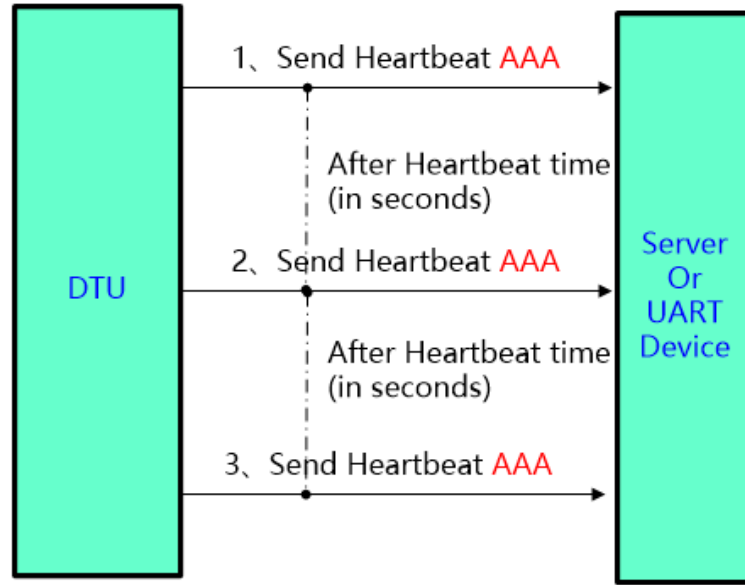 1、Send Heartbeat AAA
After Heartbeat time
(in seconds)
2、Send Heartbeat AAA
DTU
Server
Or
UART
Device
After Heartbeat time
(in seconds)
3、Send Heartbeat AAA